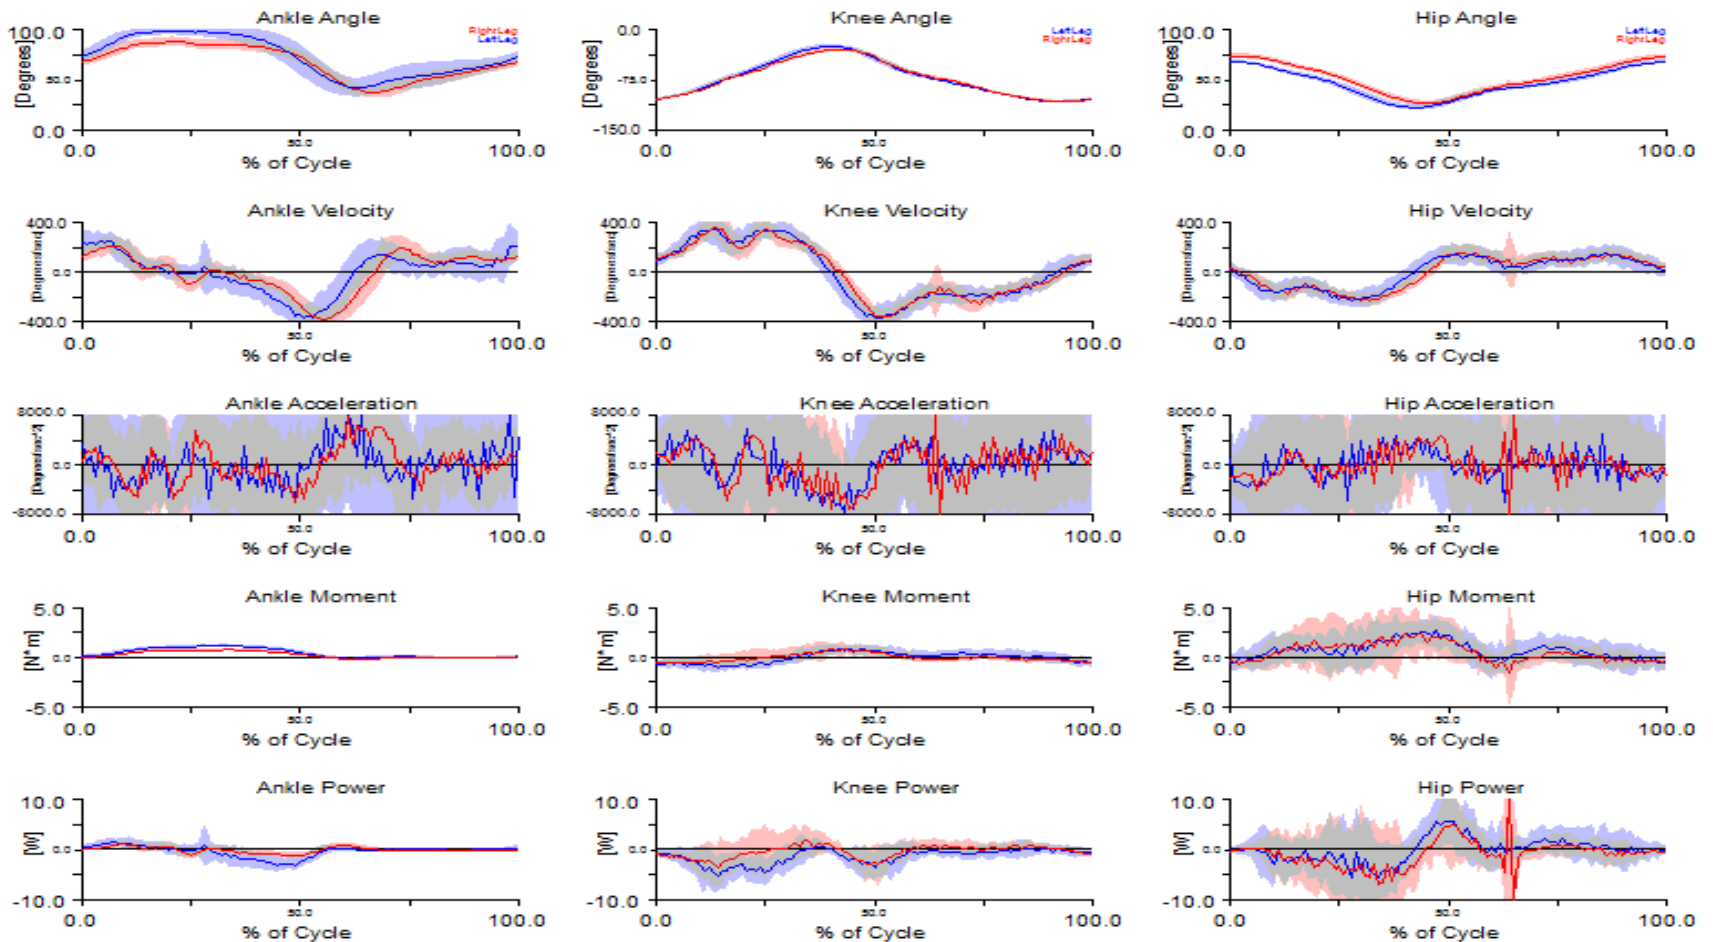 Ankle Angle
100.0
50.0
0.0
[Degrees]
RightLeg
LeftLeg
0.0 50.0 100.0
% of Cycle
Knee Angle
0.0
-75.0
-150.0
[Degrees]
LeftLeg
RightLeg
0.0 50.0 100.0
% of Cycle
Hip Angle
100.0
50.0
0.0
[Degrees]
LeftLeg
RightLeg
0.0 50.0 100.0
% of Cycle
Ankle Velocity
400.0
0.0
-400.0
0.0 50.0 100.0
% of Cycle
Knee Velocity
400.0
0.0
-400.0
0.0 50.0 100.0
% of Cycle
Hip Velocity
400.0
0.0
-400.0
0.0 50.0 100.0
% of Cycle
Ankle Acceleration
8000.0
0.0
-8000.0
0.0 50.0 100.0
% of Cycle
Knee Acceleration
8000.0
0.0
-8000.0
0.0 50.0 100.0
% of Cycle
Hip Acceleration
8000.0
0.0
-8000.0
0.0 50.0 100.0
% of Cycle
Ankle Moment
5.0
0.0
-5.0
[N*m]
0.0 50.0 100.0
% of Cycle
Knee Moment
5.0
0.0
-5.0
[N*m]
0.0 50.0 100.0
% of Cycle
Hip Moment
5.0
0.0
-5.0
[N*m]
0.0 50.0 100.0
% of Cycle
Ankle Power
10.0
0.0
-10.0
[W]
0.0 50.0 100.0
% of Cycle
Knee Power
10.0
0.0
-10.0
[W]
0.0 50.0 100.0
% of Cycle
Hip Power
10.0
0.0
-10.0
[W]
0.0 50.0 100.0
% of Cycle